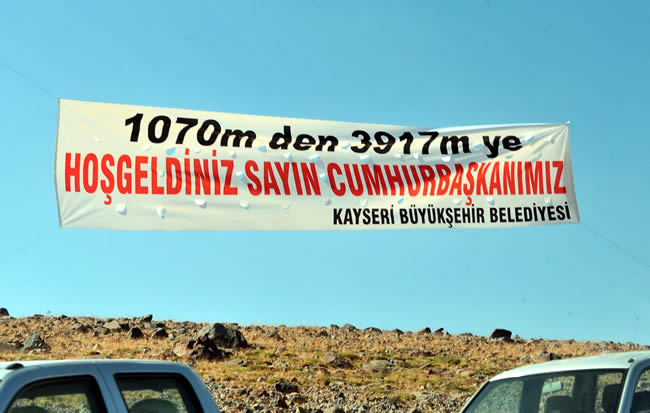 1070m den 3917m ye
HOŞGELDİNİZ SAYIN CUMHURBAŞKANIMIZ
KAYSERİ BÜYÜKŞEHİR BELEDİYESİ